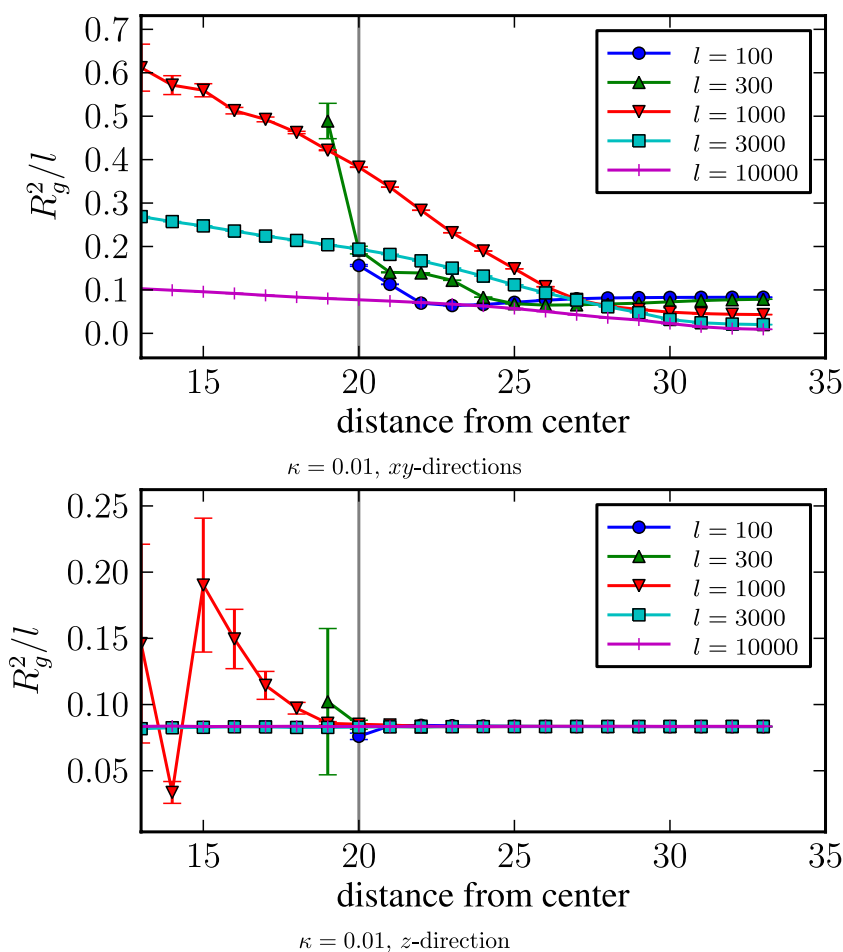 0.7
0.6
0.5
0.4
0.3
0.2
0.1
0.0
R_g^2/l
l = 100
l = 300
l = 1000
l = 3000
l = 10000
15 20 25 30 35
distance from center
κ = 0.01, xy-directions
0.25
0.20
0.15
0.10
0.05
R_g^2/l
l = 100
l = 300
l = 1000
l = 3000
l = 10000
15 20 25 30 35
distance from center
κ = 0.01, z-direction